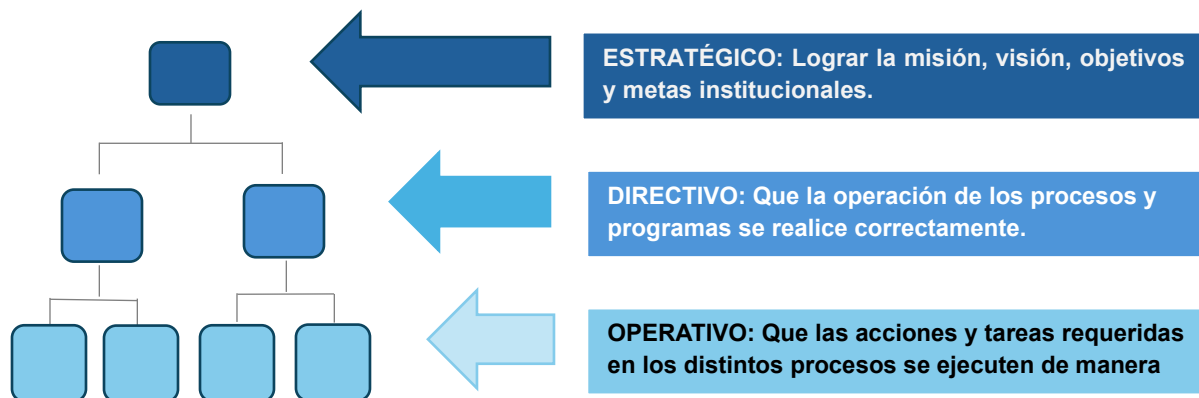 ESTRATÉGICO: Lograr la misión, visión, objetivos
y metas institucionales.
DIRECTIVO: Que la operación de los procesos y
programas se realice correctamente.
OPERATIVO: Que las acciones y tareas requeridas
en los distintos procesos se ejecuten de manera